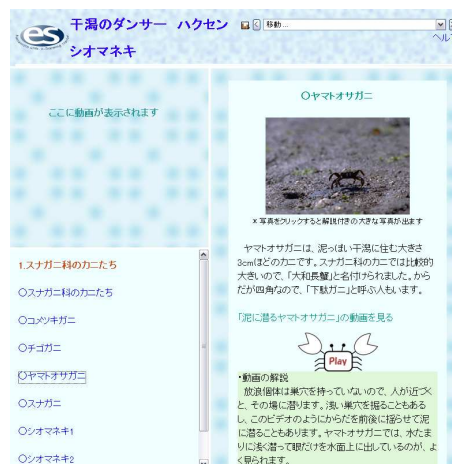 es
干潟のダンサー ハクセン
シオマネキ
移動...
ヘル
ここに動画が表示されます
1.スナガニ科のカニたち
○スナガニ科のカニたち
○コメツキガニ
○チゴガニ
○ヤマトオサガニ
○スナガニ
○シオマネキ1
○シオマネキ2
○ヤマトオサガニ
×写真をクリックすると解説付きの大きな写真が出ます
ヤマトオサガニは、泥っぽい干潟に住む大きさ
3cmほどのカニです。スナガニ科のカニでは比較的
大きいので、「大和長蟹」と名付けられました。から
だが四角なので、「下駄ガニ」と呼ぶ人もいます。
「泥に潜るヤマトオサガニ」の動画を見る
Play
・動画の解説
放浪個体は巣穴を持っていないので、人が近づく
と、その場に潜ります。浅い巣穴を掘ることもある
し、このビデオのようにからだを前後に揺らせて泥
に潜ることもあります。ヤマトオサガニでは、水たま
りに浅く潜って眼だけを水面上に出しているのが、よ
く見られます。